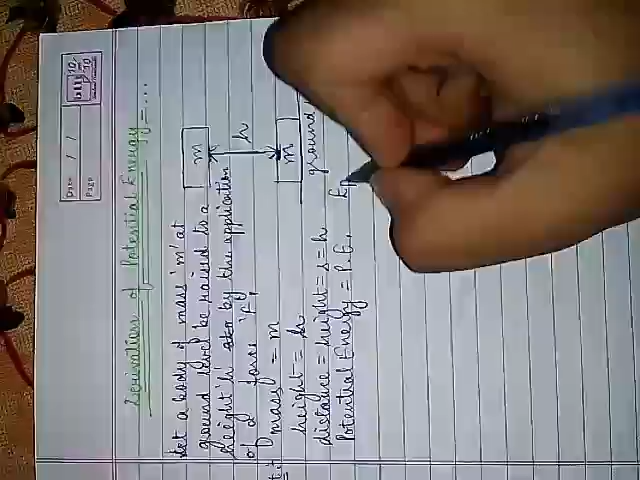 Date / /
Page
Derivation of Potential Energy =...
Let a body of mass 'm' at
ground level be raised to a
height 'h' by the application
of a force 'F',
mass = m
height = h
distance = height = s = h
Potential Energy = P.E,
Ep
m
h
m
ground